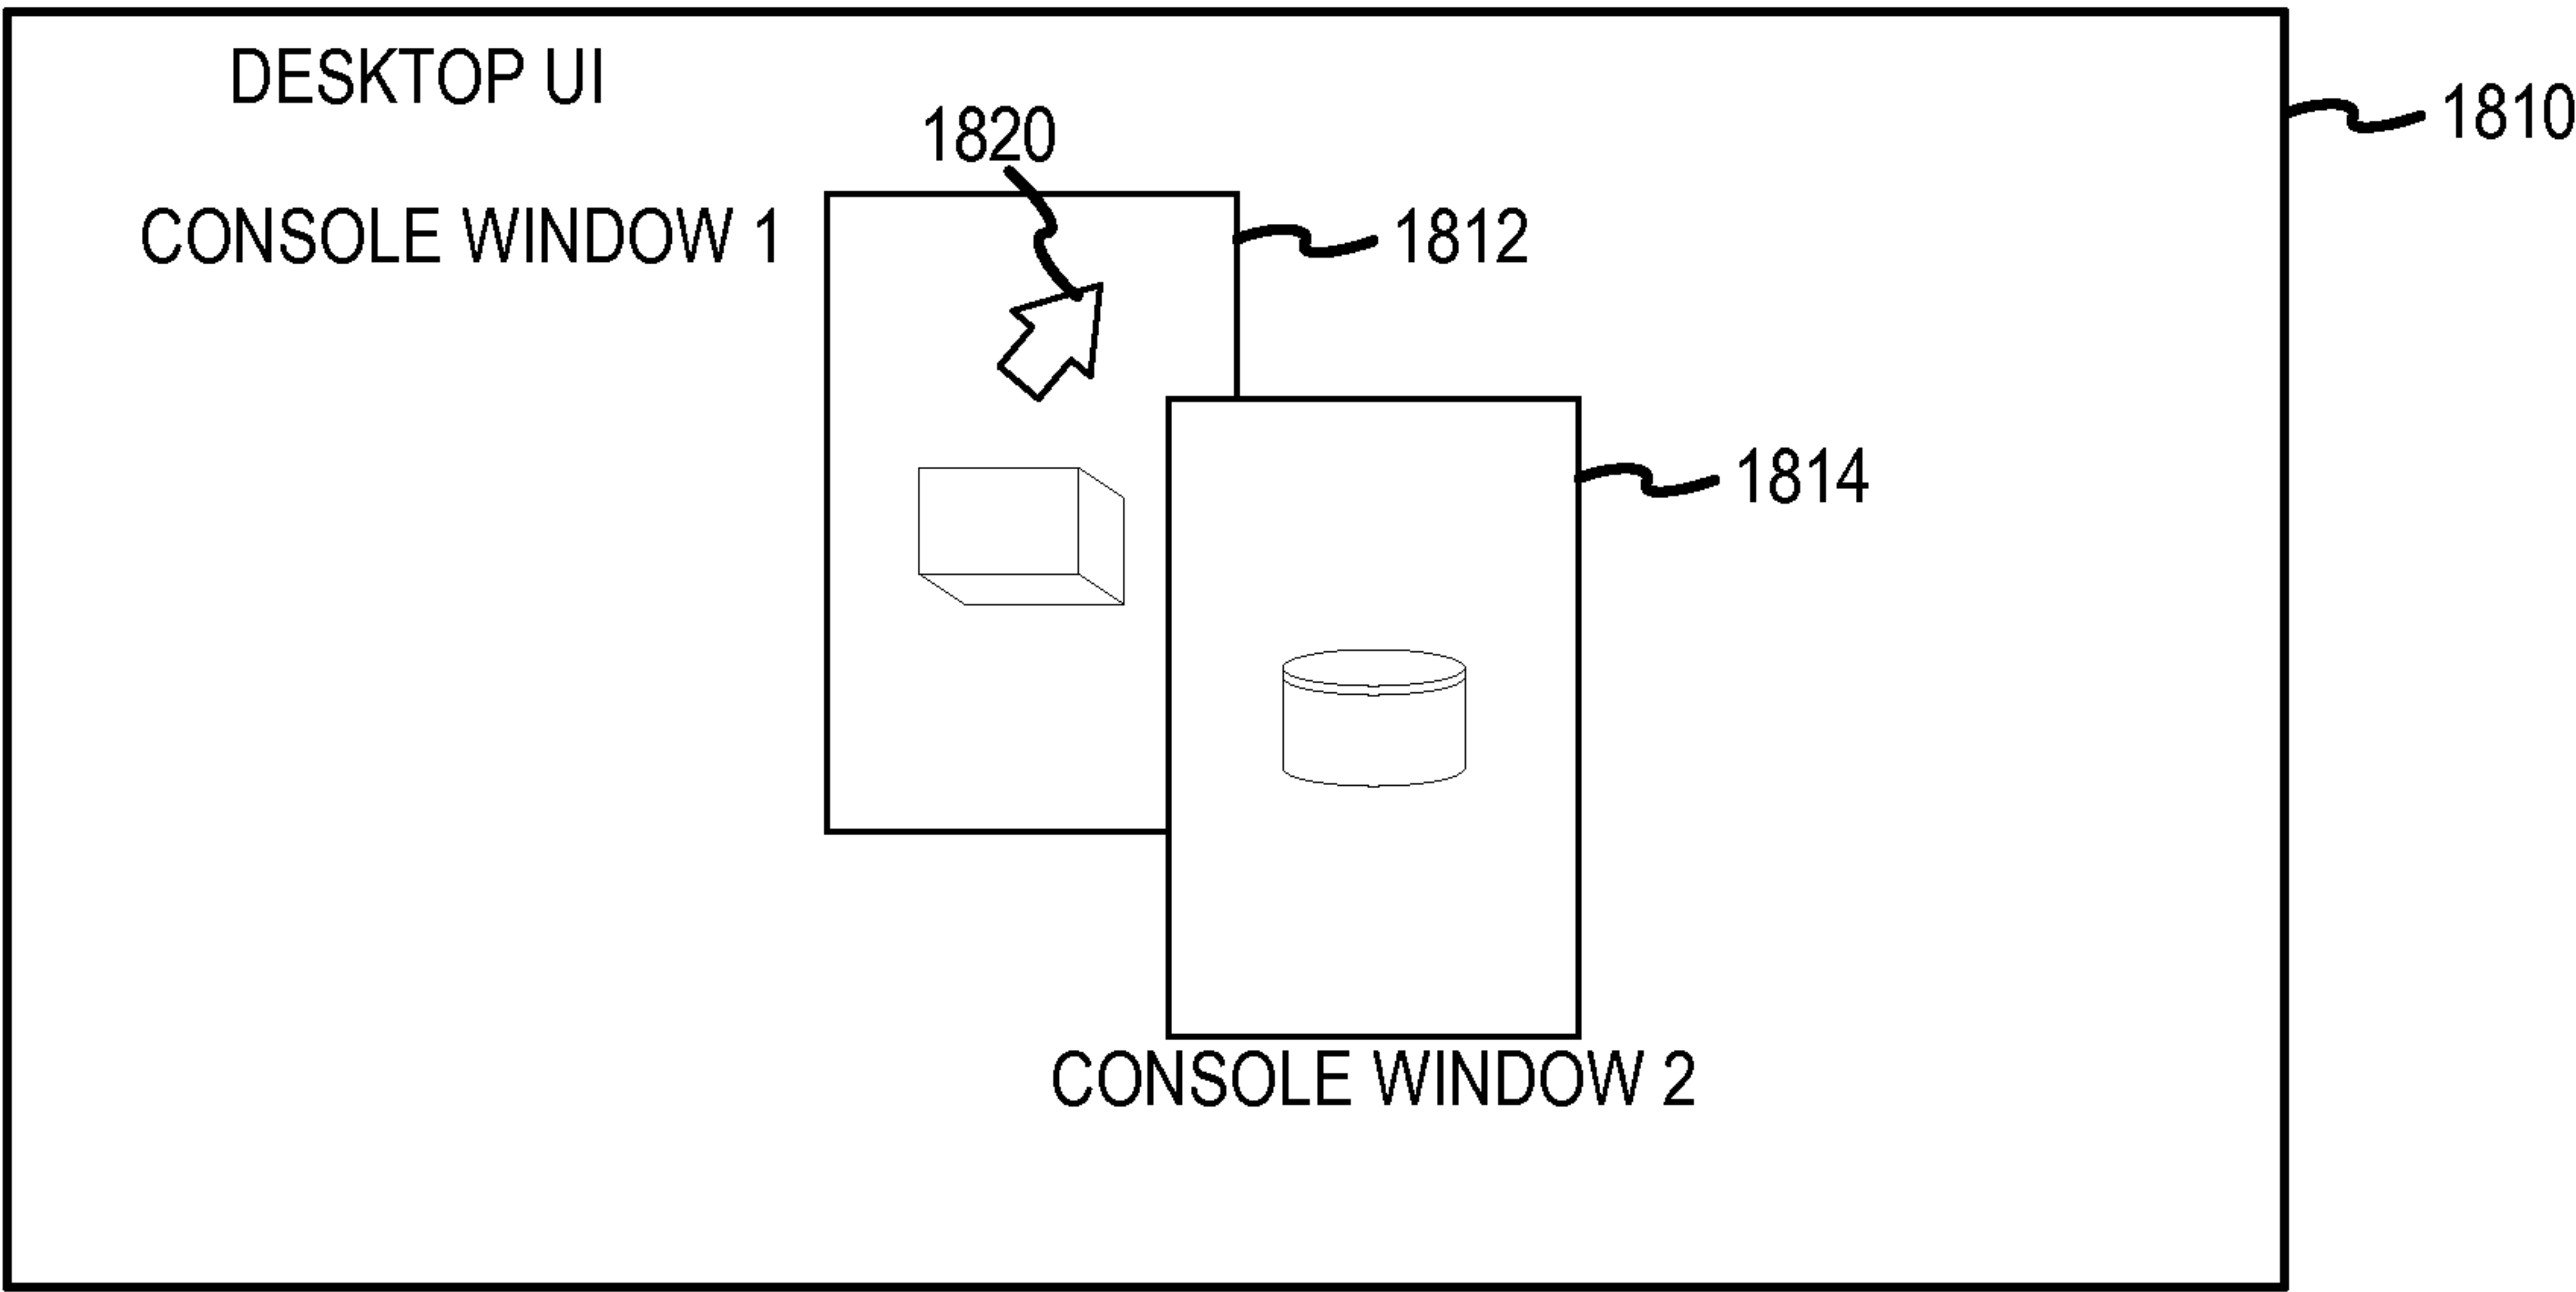 DESKTOP UI
1810
1820
CONSOLE WINDOW 1
1812
1814
CONSOLE WINDOW 2